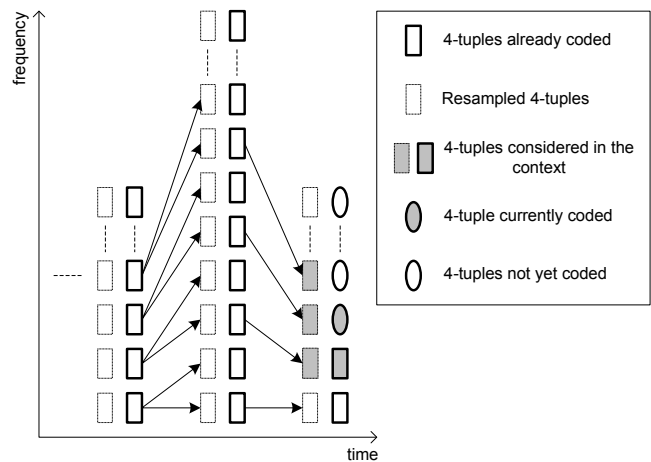 frequency
time
4-tuples already coded
Resampled 4-tuples
4-tuples considered in the
context
4-tuple currently coded
4-tuples not yet coded